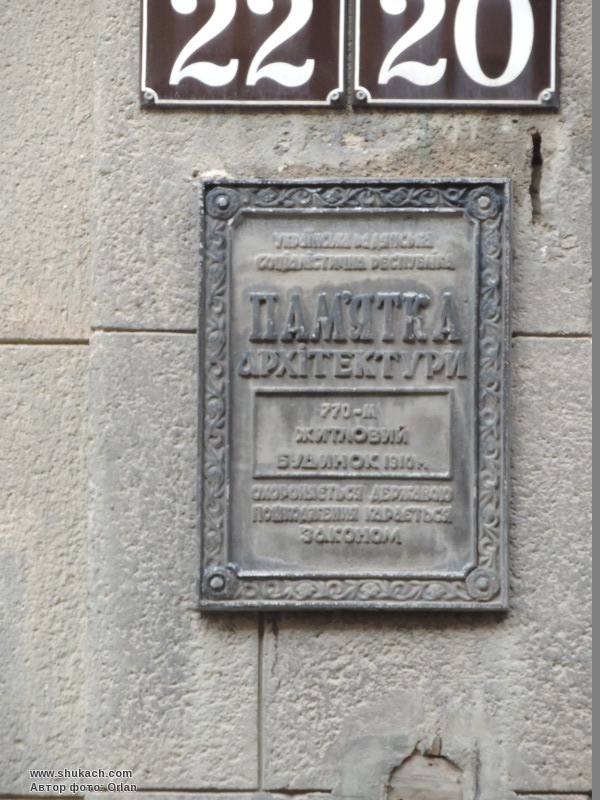 22 20
УКРАЇНСЬКА РАДЯНСЬКА
СОЦІАЛІСТИЧНА РЕСПУБЛІКА
ПАМ'ЯТКА
АРХІТЕКТУРИ
770-М
ЖИТЛОВИЙ
БУДИНОК 1910 р.
ОХОРОНЯЄТЬСЯ ДЕРЖАВОЮ
ПОШКОДЖЕННЯ КАРАЄТЬСЯ
ЗАКОНОМ
www.shukach.com
Автор фото: Orlan